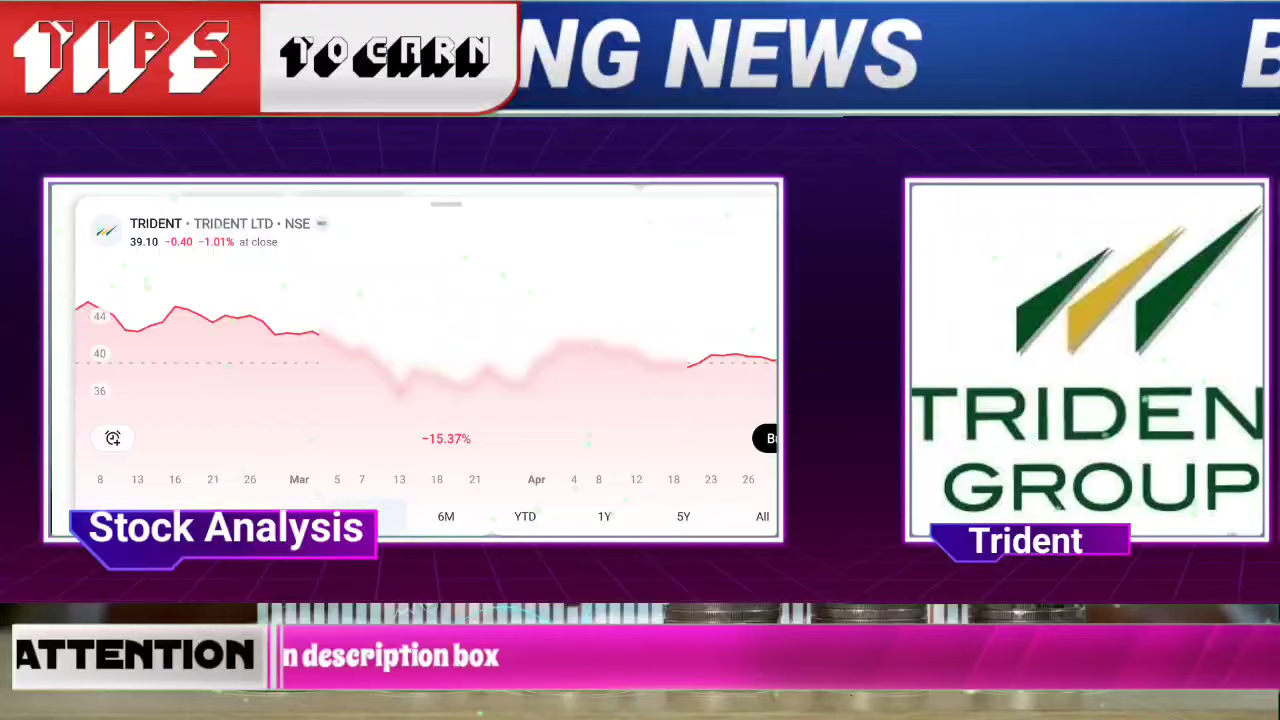 TIPS
TO EARN
NG NEWS
B
TRIDENT • TRIDENT LTD • NSE
39.10 −0.40 −1.01% at close
44
40
36
−15.37%
Bu
8 13 16 21 26 Mar 5 7 13 18 21 Apr 4 8 12 18 23 26
6M YTD 1Y 5Y All
Stock Analysis
TRIDEN
GROUP
Trident
ATTENTION
n description box